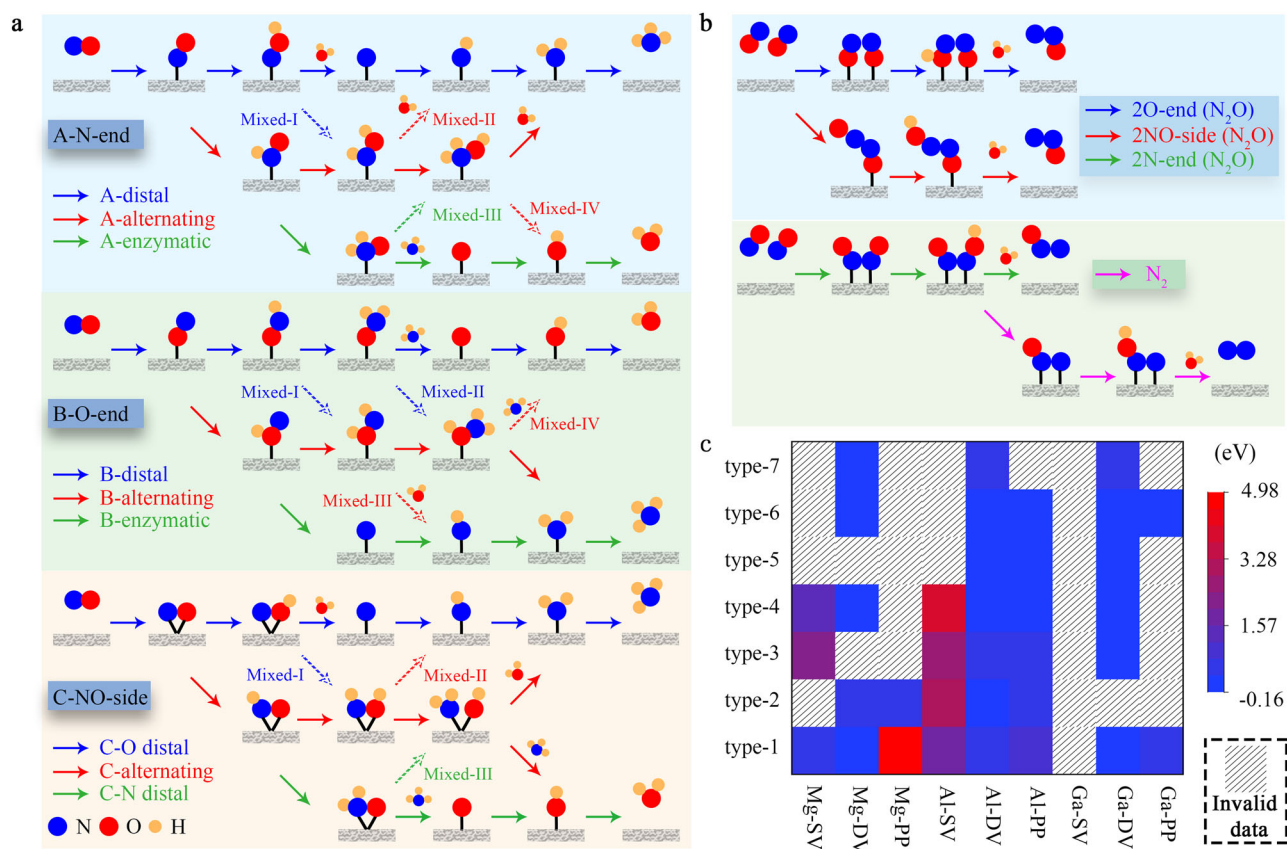 a
A-N-end
Mixed-I
Mixed-II
A-distal
A-alternating
A-enzymatic
Mixed-III
Mixed-IV
B-O-end
Mixed-I
Mixed-II
Mixed-IV
B-distal
B-alternating
B-enzymatic
Mixed-III
C-NO-side
Mixed-I
Mixed-II
C-O distal
C-alternating
C-N distal
Mixed-III
N O H
b
2O-end (N₂O)
2NO-side (N₂O)
2N-end (N₂O)
N₂
c
(eV)
type-7
type-6
type-5
type-4
type-3
type-2
type-1
4.98
3.28
1.57
-0.16
Mg-SV
Mg-DV
Mg-PP
Al-SV
Al-DV
Al-PP
Ga-SV
Ga-DV
Ga-PP
Invalid
data